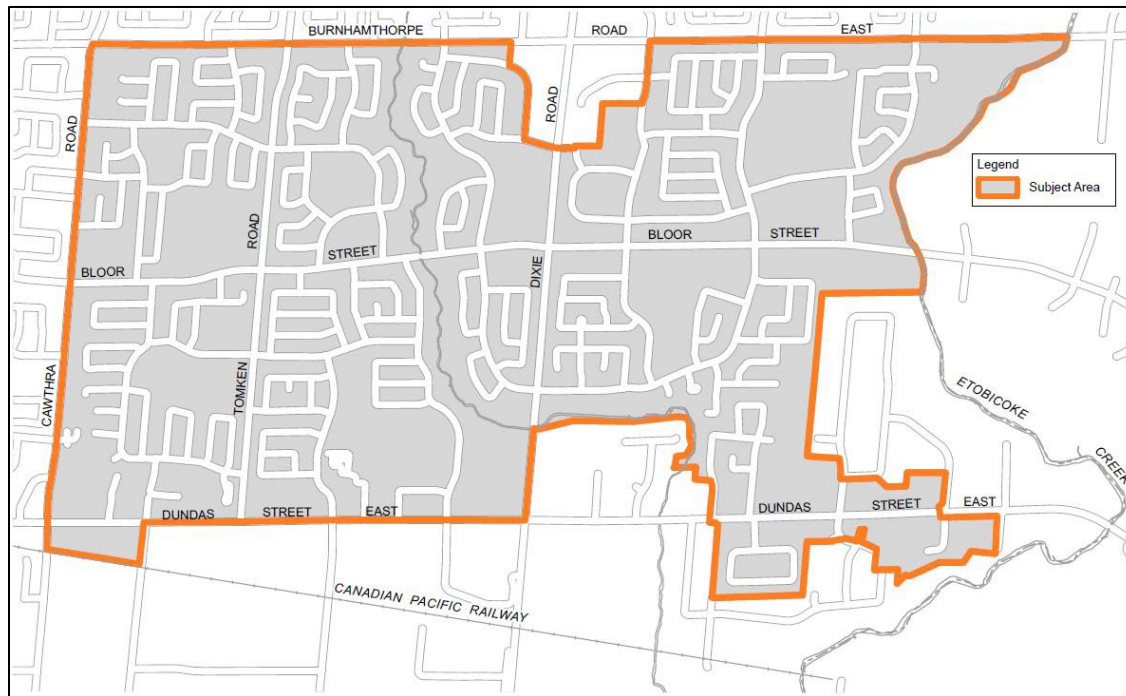 BURNHAMTHORPE ROAD EAST
ROAD
ROAD
Legend
Subject Area
ROAD
BLOOR STREET
STREET
BLOOR
DIXIE
TOMKEN
CAWTHRA
ETOBICOKE
CREEK
DUNDAS STREET EAST
DUNDAS STREET EAST
CANADIAN PACIFIC RAILWAY